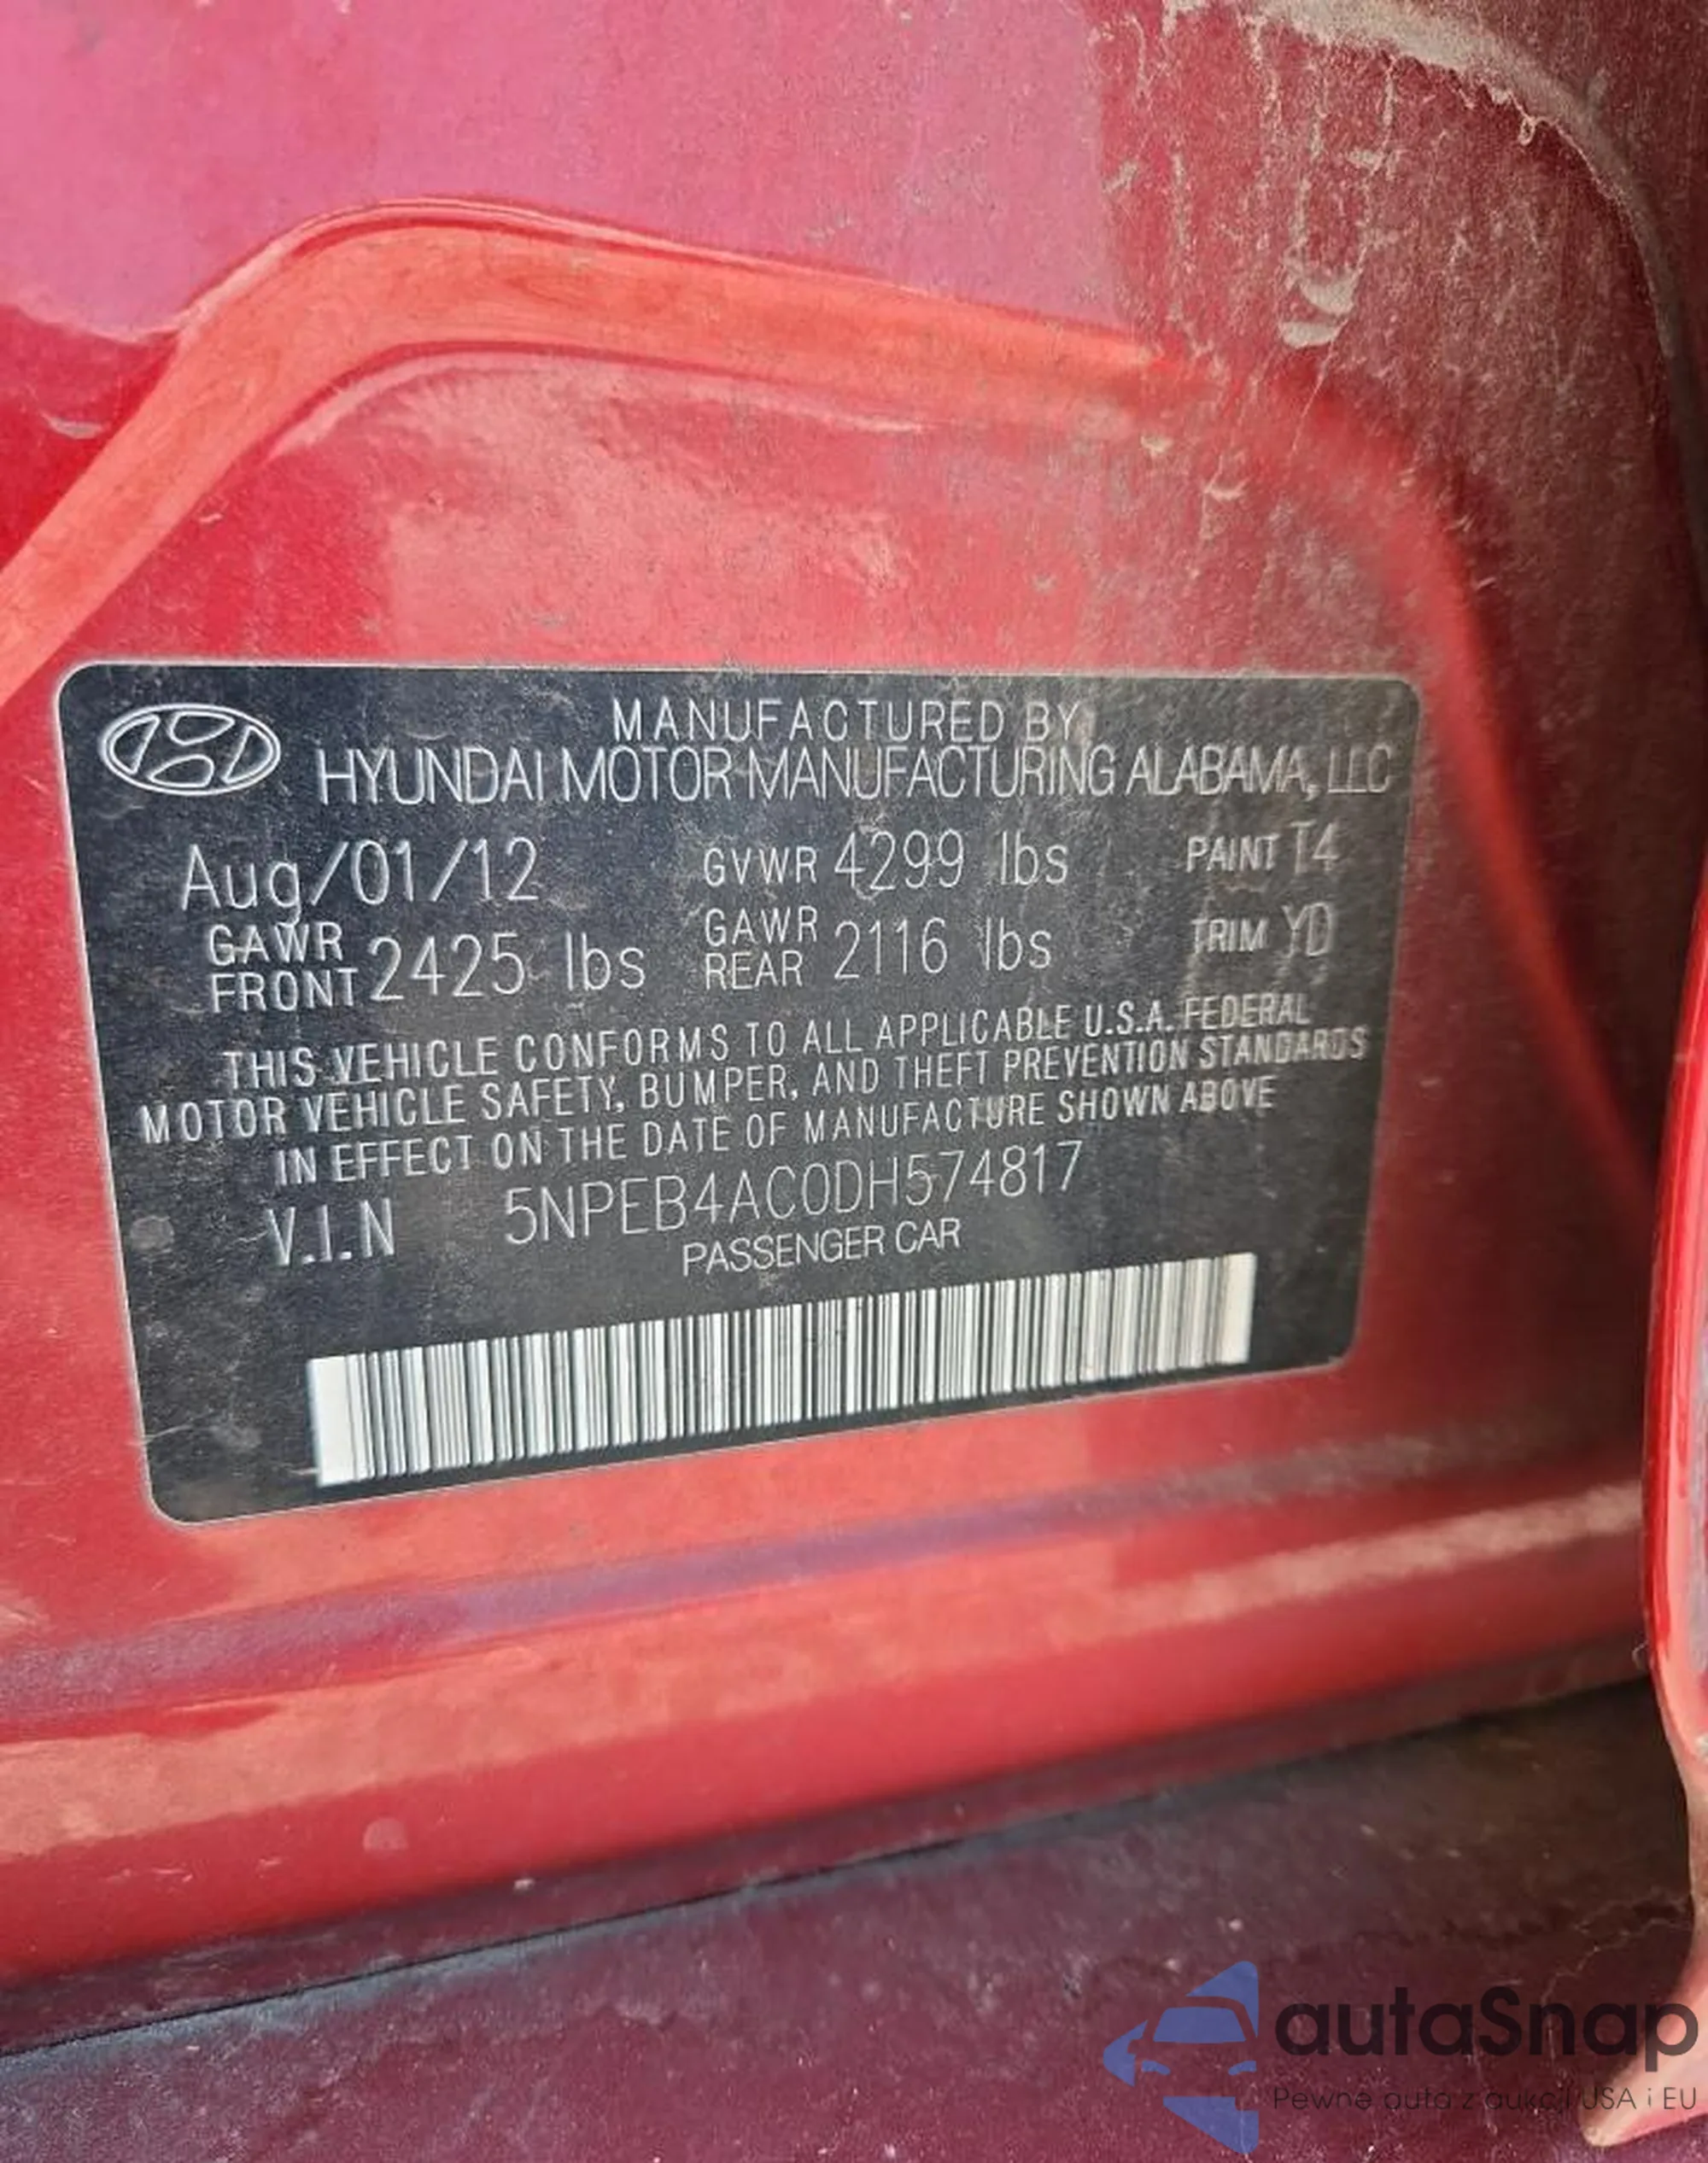 MANUFACTURED BY
HYUNDAI MOTOR MANUFACTURING ALABAMA, LLC
Aug/01/12 GVWR 4299 lbs PAINT T4
GAWR FRONT 2425 lbs GAWR REAR 2116 lbs TRIM YD
THIS VEHICLE CONFORMS TO ALL APPLICABLE U.S.A. FEDERAL
MOTOR VEHICLE SAFETY, BUMPER, AND THEFT PREVENTION STANDARDS
IN EFFECT ON THE DATE OF MANUFACTURE SHOWN ABOVE
V.I.N 5NPEB4AC0DH574817
PASSENGER CAR
autaSnap
Pewne auta z aukcji USA i EU